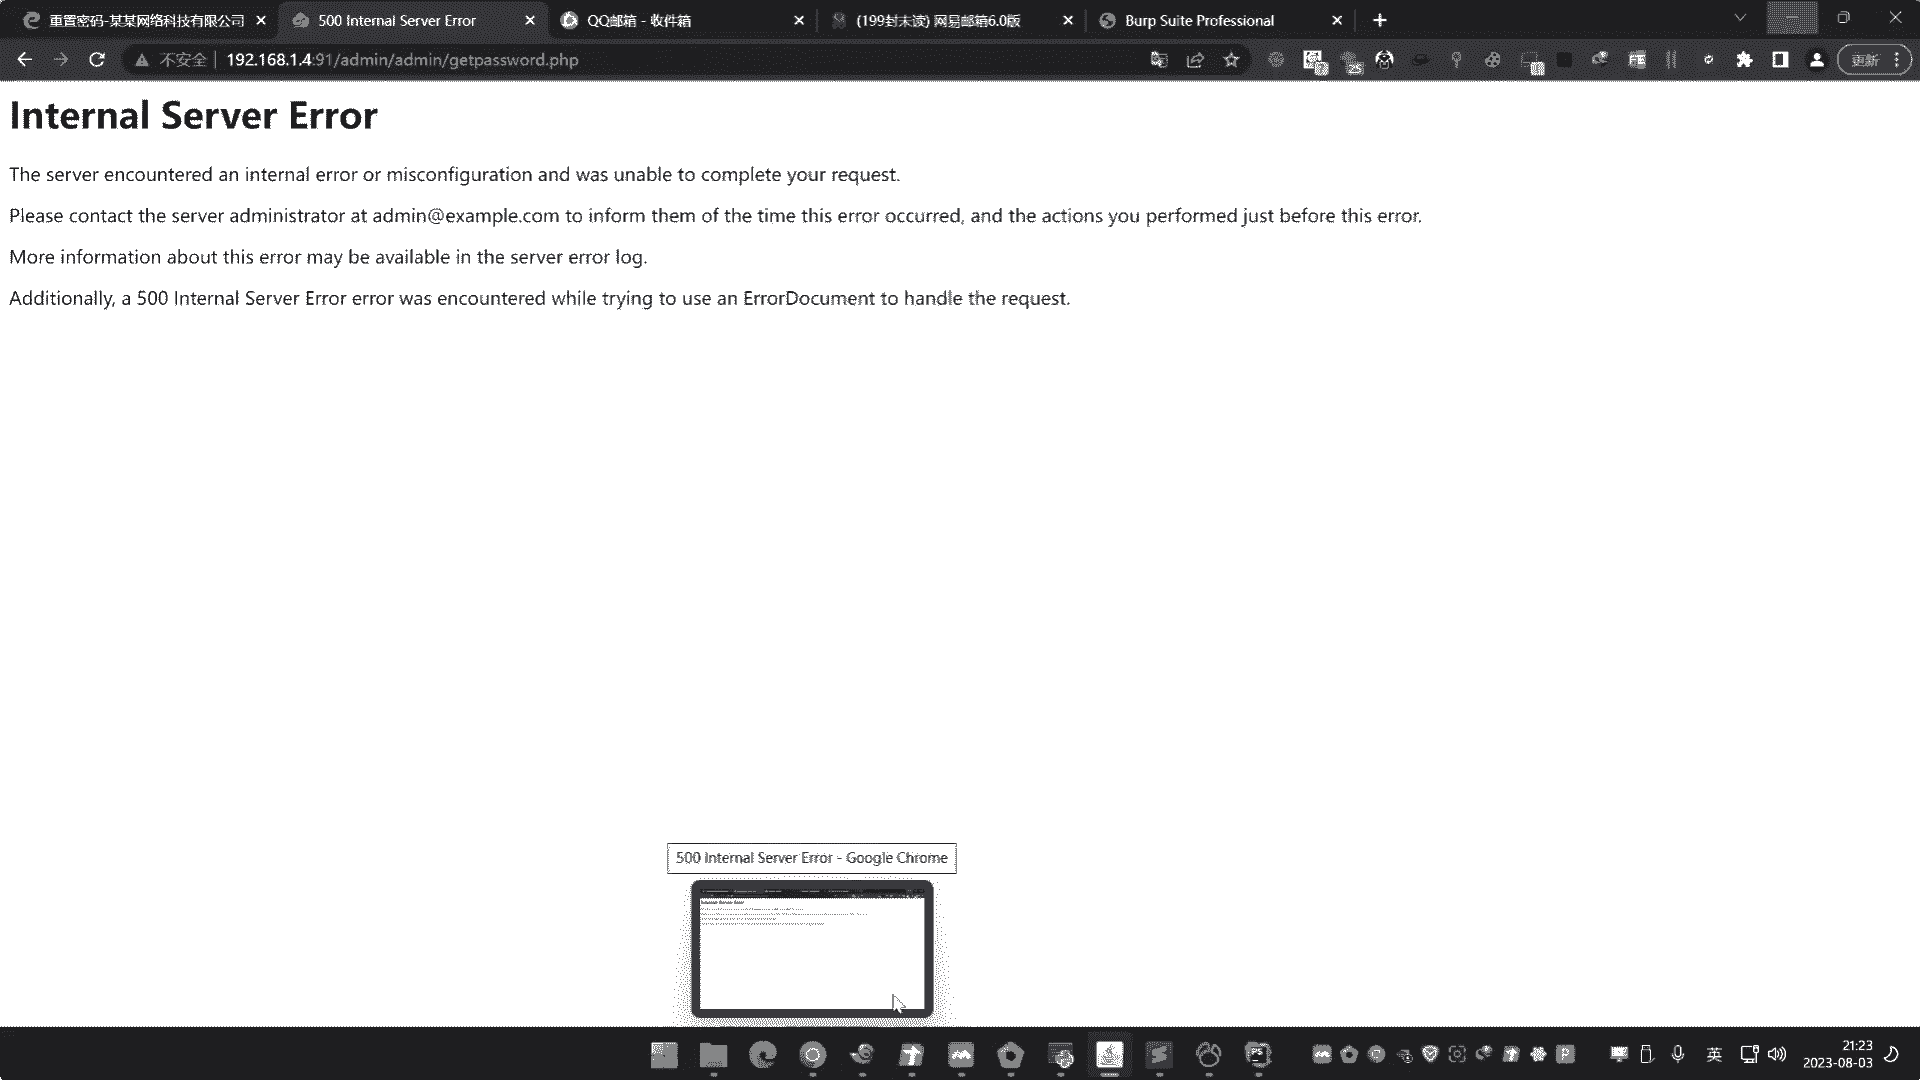 重置密码-某某网络科技有限公司
500 Internal Server Error
QQ邮箱 - 收件箱
(199封未读) 网易邮箱6.0版
Burp Suite Professional
不安全
192.168.1.4:91/admin/admin/getpassword.php
更新
Internal Server Error
The server encountered an internal error or misconfiguration and was unable to complete your request.
Please contact the server administrator at admin@example.com to inform them of the time this error occurred, and the actions you performed just before this error.
More information about this error may be available in the server error log.
Additionally, a 500 Internal Server Error error was encountered while trying to use an ErrorDocument to handle the request.
500 Internal Server Error - Google Chrome
英
21:23
2023-08-03